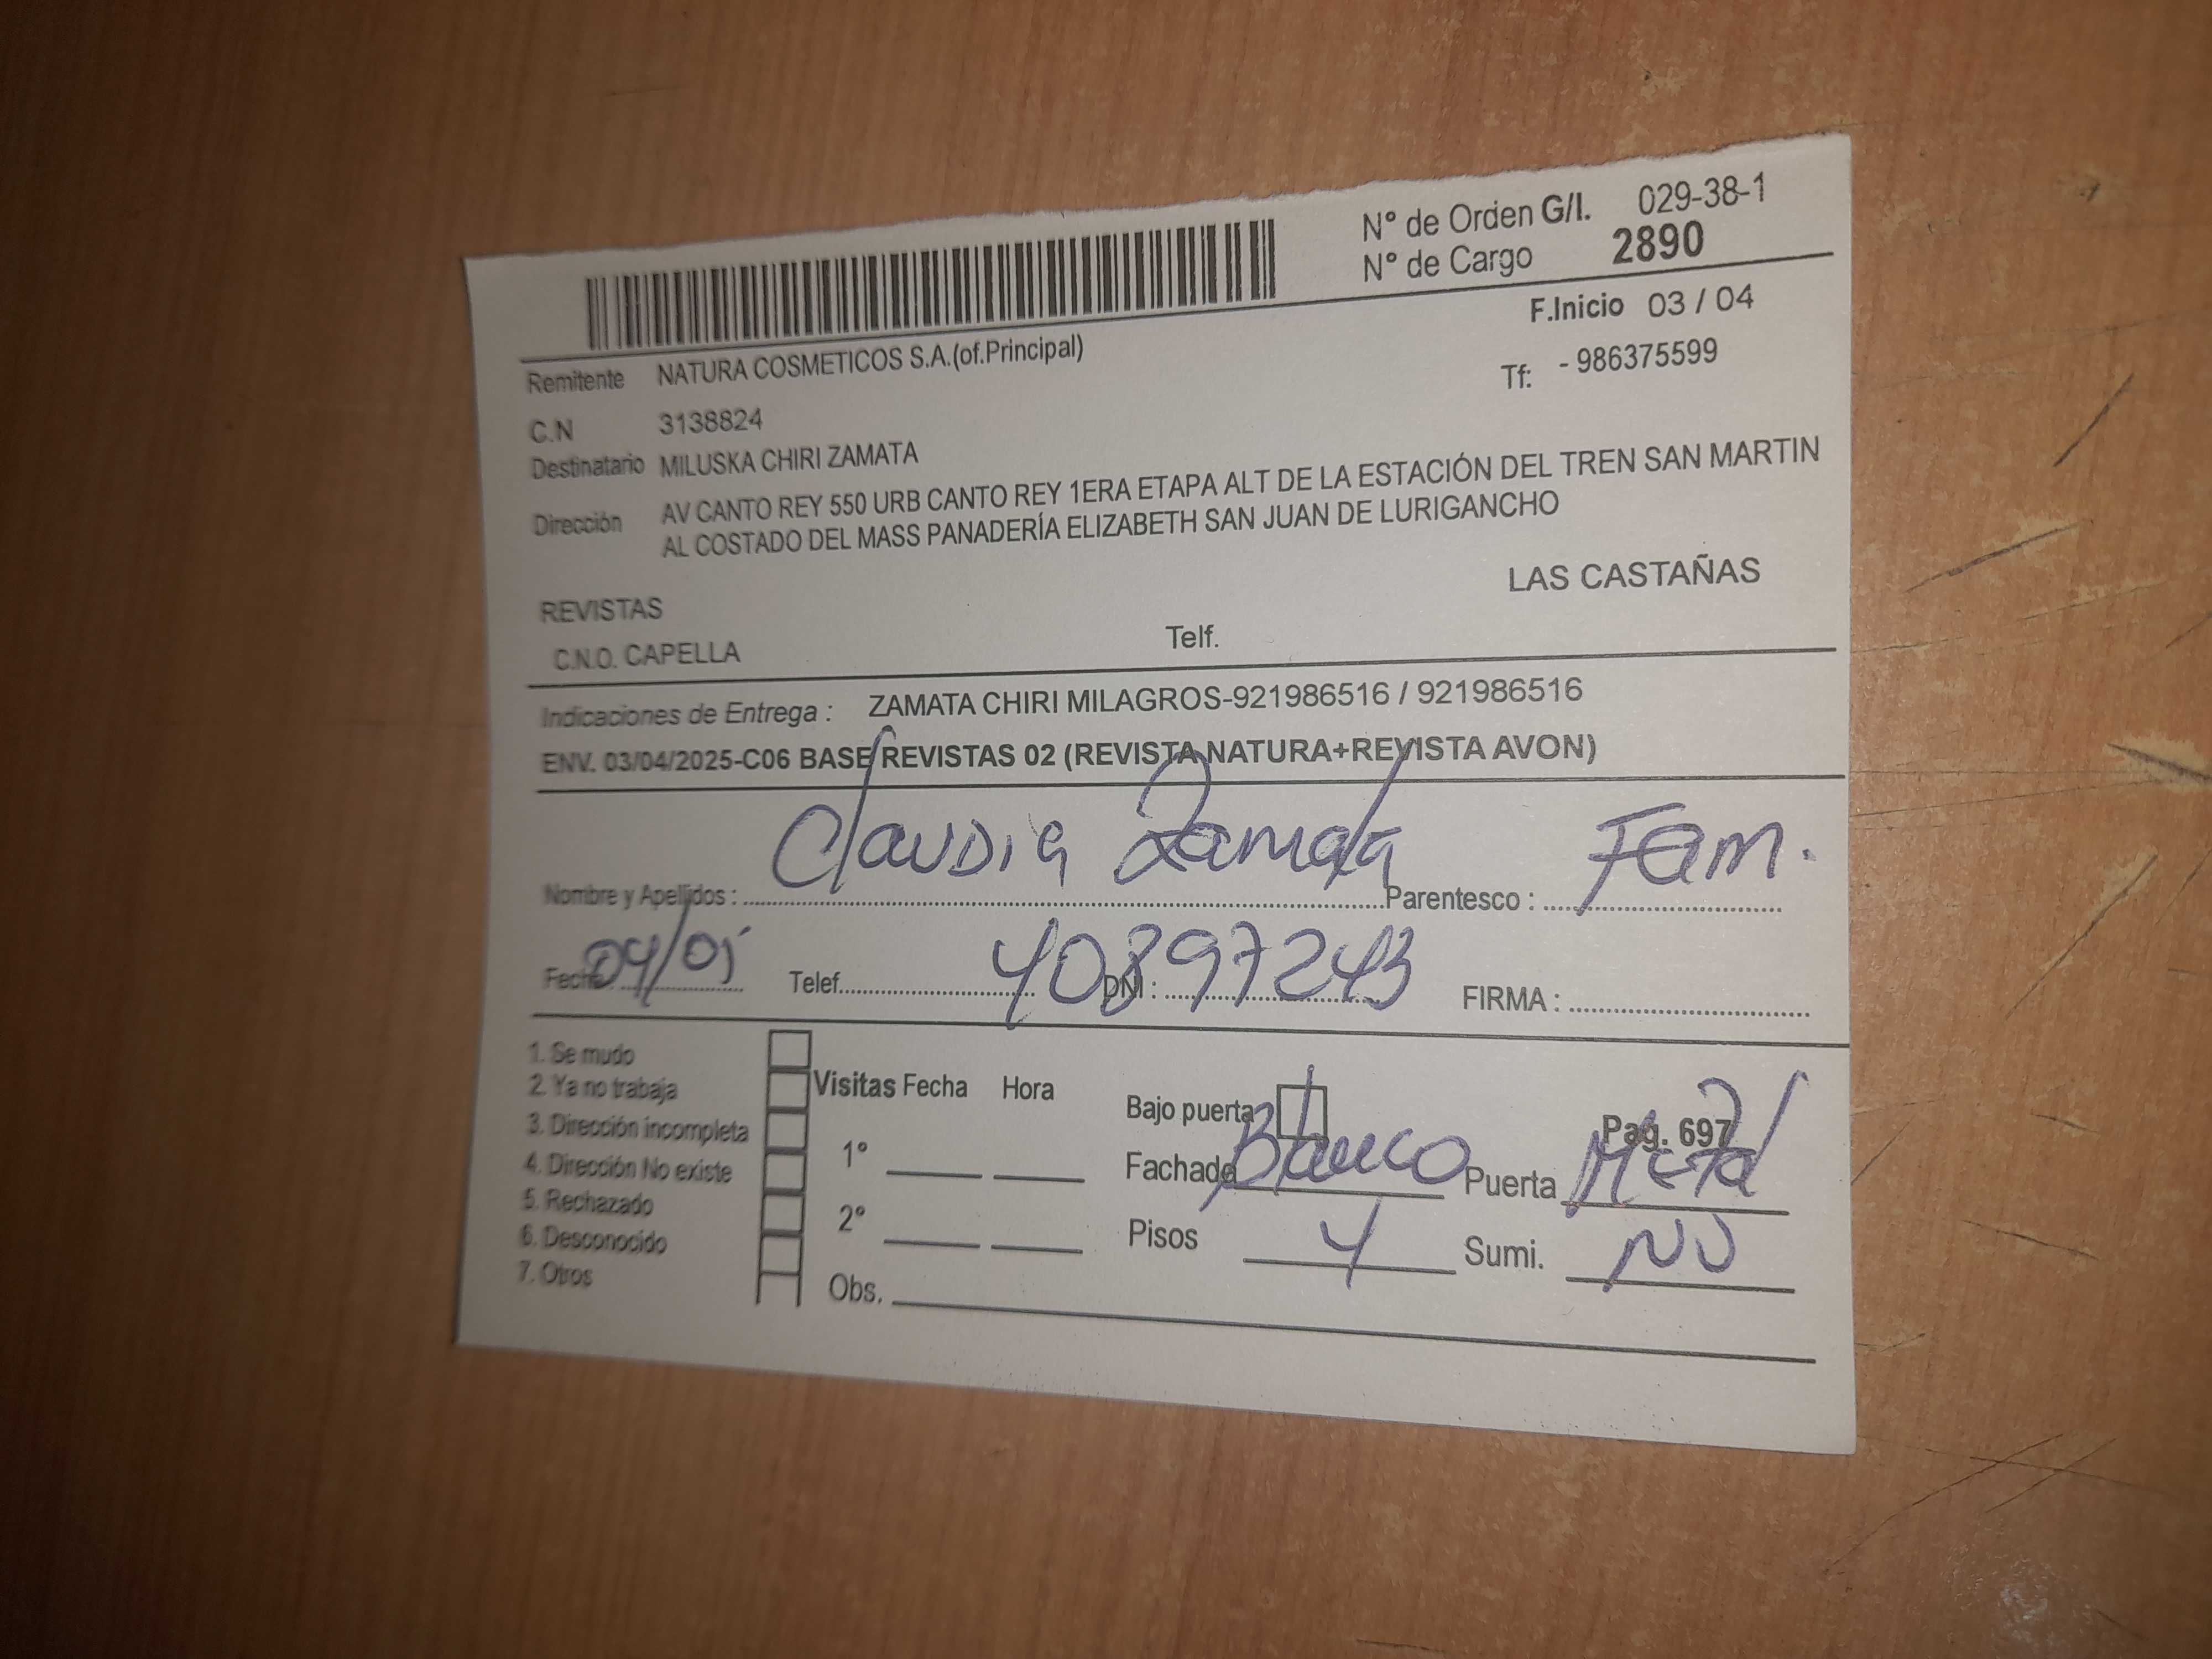 N° de Orden G/I. 029-38-1
N° de Cargo 2890
F.Inicio 03 / 04
Remitente NATURA COSMETICOS S.A.(of.Principal)
Tf: - 986375599
C.N 3138824
Destinatario MILUSKA CHIRI ZAMATA
Dirección AV CANTO REY 550 URB CANTO REY 1ERA ETAPA ALT DE LA ESTACIÓN DEL TREN SAN MARTIN
AL COSTADO DEL MASS PANADERÍA ELIZABETH SAN JUAN DE LURIGANCHO
LAS CASTAÑAS
REVISTAS
C.N.O. CAPELLA Telf.
Indicaciones de Entrega : ZAMATA CHIRI MILAGROS-921986516 / 921986516
ENV. 03/04/2025-C06 BASE REVISTAS 02 (REVISTA NATURA+REVISTA AVON)
Nombre y Apellidos : Claudia Zamata Parentesco : Fam.
Fecha 04/05 Telef. DNI : 40897243 FIRMA :
1. Se mudo
2. Ya no trabaja
3. Dirección incompleta
4. Dirección No existe
5. Rechazado
6. Desconocido
7. Otros
Visitas Fecha Hora
1°
2°
Obs.
Bajo puerta Pag. 697
Fachada Blanco Puerta Metal
Pisos 4 Sumi. NO